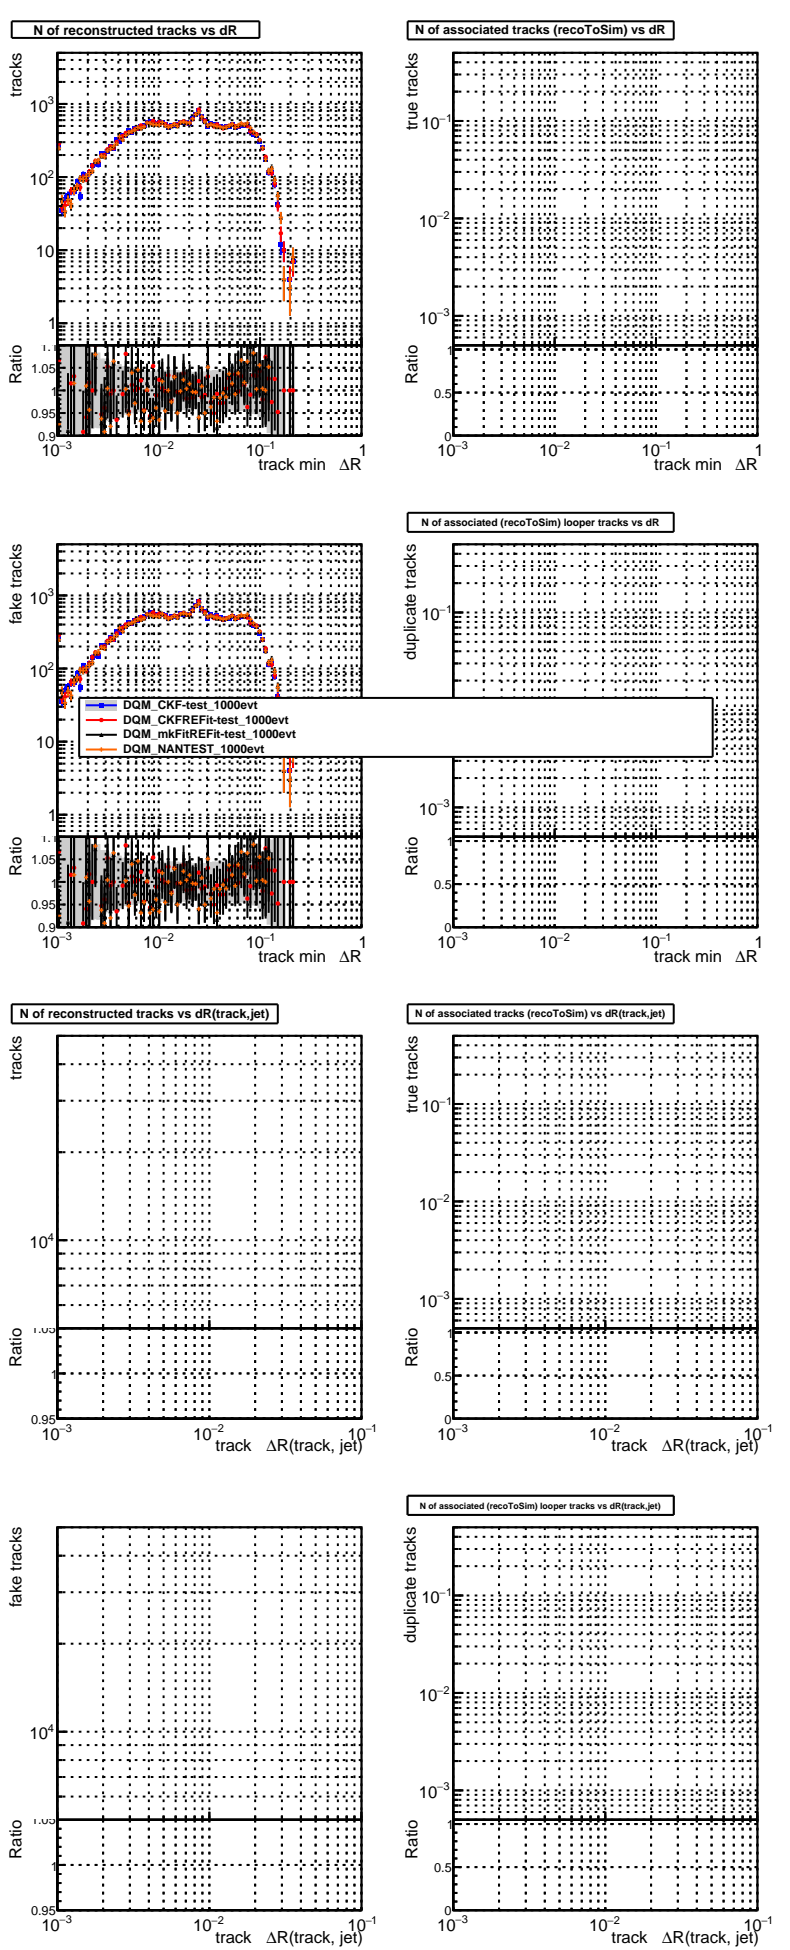 N of reconstructed tracks vs dR
tracks
10³
10²
10
1
Ratio
1.05
1
0.95
0.9
10⁻³
10⁻²
10⁻¹
1
track min ΔR
N of associated tracks (recoToSim) vs dR
true tracks
10⁻¹
10⁻²
10⁻³
Ratio
1
0.5
0
10⁻³
10⁻²
10⁻¹
1
track min ΔR
fake tracks
10³
10²
10
1
Ratio
1.05
1
0.95
0.9
10⁻³
10⁻²
10⁻¹
1
track min ΔR
N of associated (recoToSim) looper tracks vs dR
duplicate tracks
10⁻¹
10⁻³
Ratio
1
0.5
0
10⁻³
10⁻²
10⁻¹
1
track min ΔR
DQM_CKF-test_1000evt
DQM_CKFREFit-test_1000evt
DQM_mkFitREFit-test_1000evt
DQM_NANTEST_1000evt
N of reconstructed tracks vs dR(track,jet)
tracks
10⁴
Ratio
1.05
1
0.95
10⁻³
10⁻²
10⁻¹
track ΔR(track, jet)
N of associated tracks (recoToSim) vs dR(track,jet)
true tracks
10⁻¹
10⁻²
10⁻³
Ratio
1
0.5
0
10⁻³
10⁻²
10⁻¹
track ΔR(track, jet)
fake tracks
10⁴
Ratio
1.05
1
0.95
10⁻³
10⁻²
10⁻¹
track ΔR(track, jet)
N of associated (recoToSim) looper tracks vs dR(track,jet)
duplicate tracks
10⁻¹
10⁻²
10⁻³
Ratio
1
0.5
0
10⁻³
10⁻²
10⁻¹
track ΔR(track, jet)